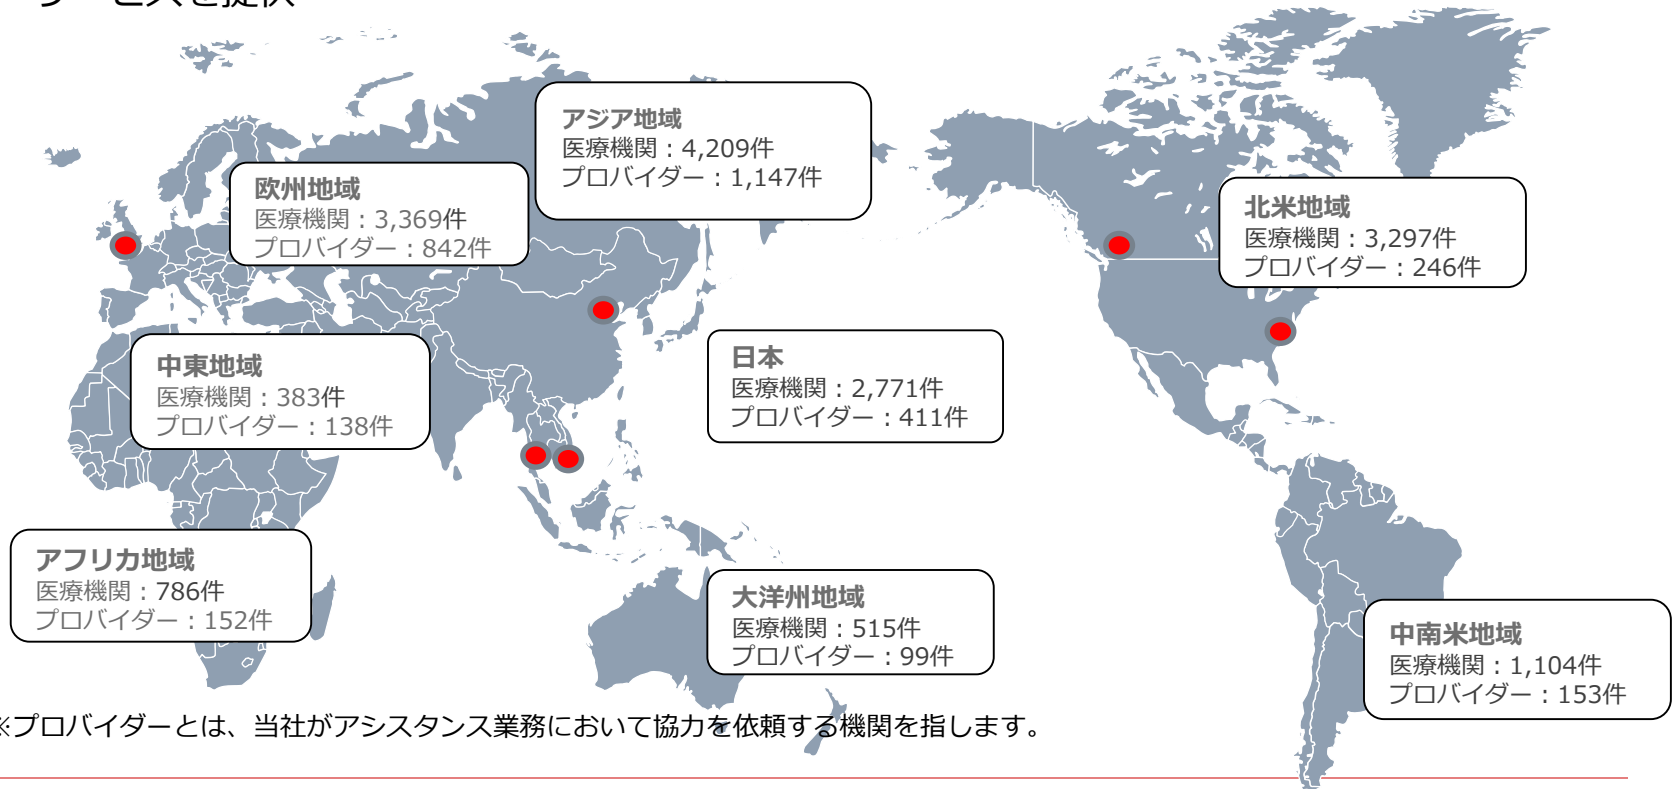 サービスを提供
アジア地域
医療機関：4,209件
プロバイダー：1,147件
欧州地域
医療機関：3,369件
プロバイダー：842件
北米地域
医療機関：3,297件
プロバイダー：246件
中東地域
医療機関：383件
プロバイダー：138件
日本
医療機関：2,771件
プロバイダー：411件
アフリカ地域
医療機関：786件
プロバイダー：152件
大洋州地域
医療機関：515件
プロバイダー：99件
中南米地域
医療機関：1,104件
プロバイダー：153件
※プロバイダーとは、当社がアシスタンス業務において協力を依頼する機関を指します。